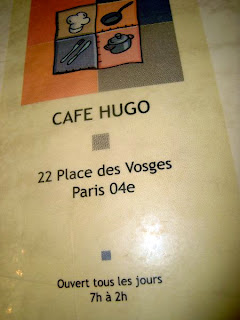 CAFE HUGO
22 Place des Vosges
Paris 04e
Ouvert tous les jours
7h à 2h